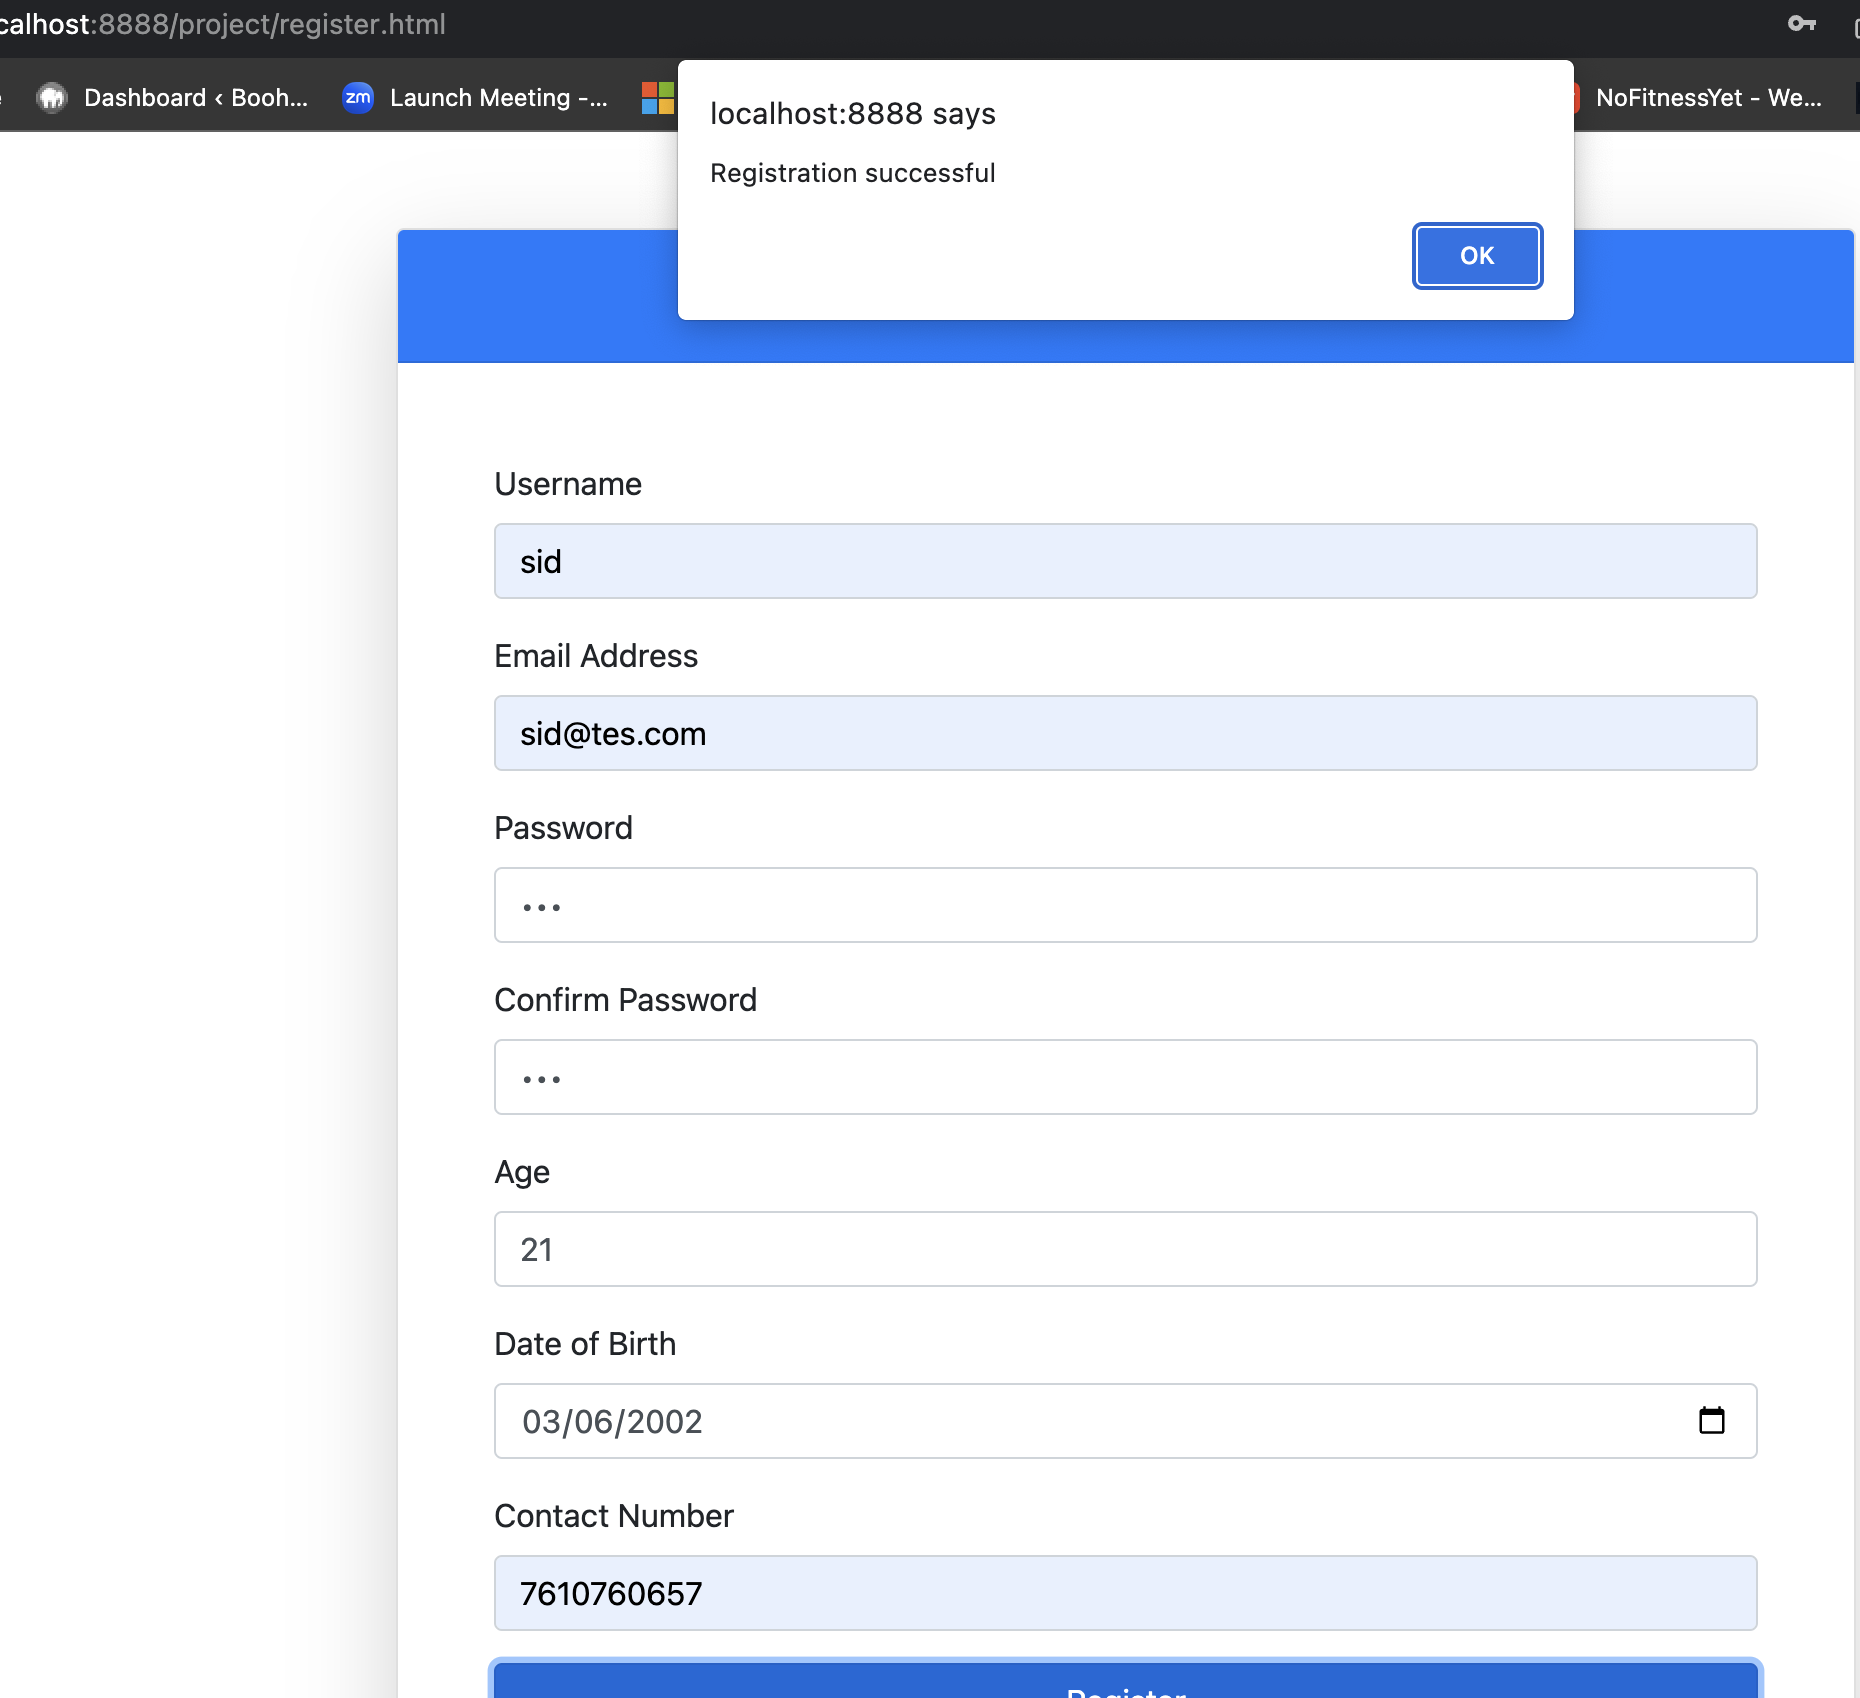 calhost:8888/project/register.html
Dashboard ‹ Booh... zm Launch Meeting -... NoFitnessYet - We...
localhost:8888 says
Registration successful
OK
Username
sid
Email Address
sid@tes.com
Password
•••
Confirm Password
•••
Age
21
Date of Birth
03/06/2002
Contact Number
7610760657
Register